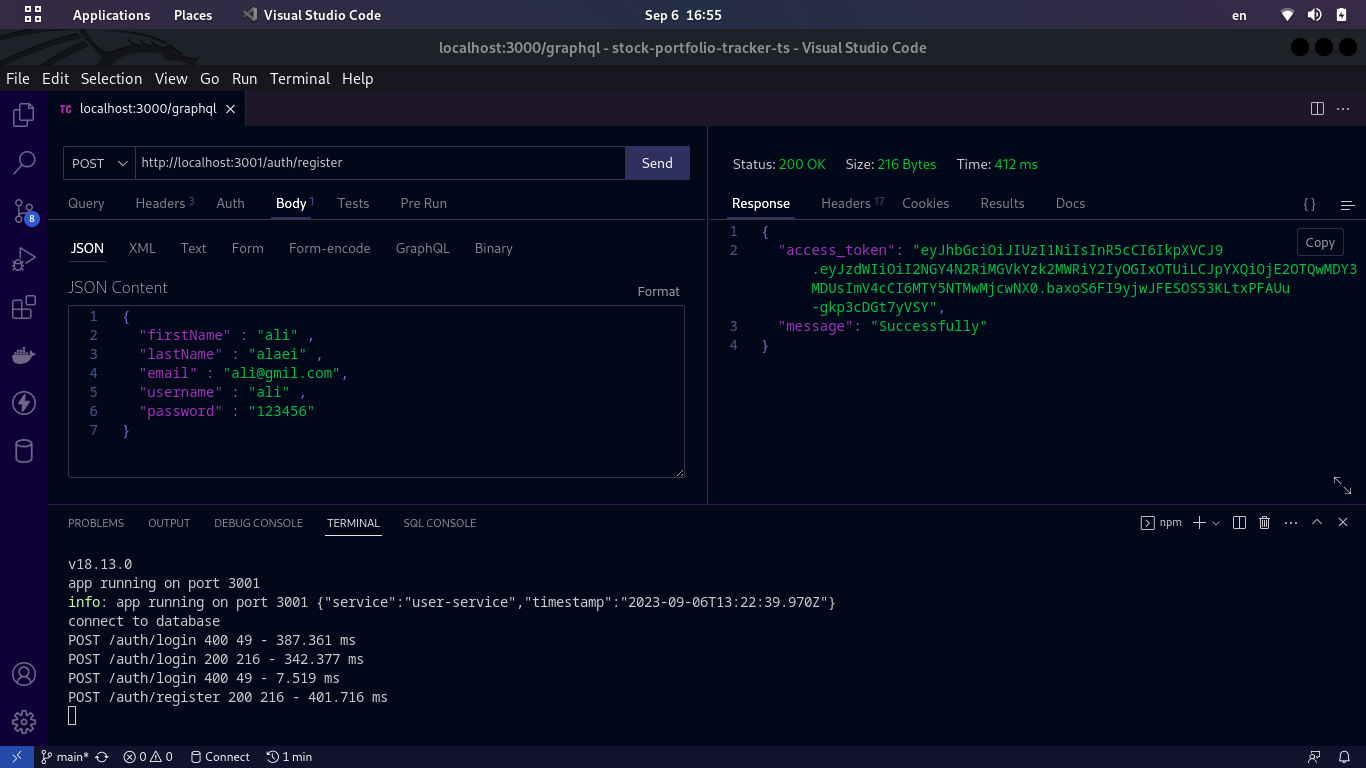 Applications Places Visual Studio Code Sep 6 16:55 en
localhost:3000/graphql - stock-portfolio-tracker-ts - Visual Studio Code
File Edit Selection View Go Run Terminal Help
TC localhost:3000/graphql
POST http://localhost:3001/auth/register Send
Query Headers 3 Auth Body 1 Tests Pre Run
JSON XML Text Form Form-encode GraphQL Binary
JSON Content Format
1 {
2 "firstName" : "ali" ,
3 "lastName" : "alaei" ,
4 "email" : "ali@gmil.com",
5 "username" : "ali" ,
6 "password" : "123456"
7 }
Status: 200 OK Size: 216 Bytes Time: 412 ms
Response Headers 17 Cookies Results Docs { }
1 {
Copy
2 "access_token": "eyJhbGciOiJIUzI1NiIsInR5cCI6IkpXVCJ9
.eyJzdWIiOiI2NGY4N2RiMGVkYzk2MWRiY2IyOGIxOTUiLCJpYXQiOjE2OTQwMDY3
MDUsImV4cCI6MTY5NTMwMjcwNX0.baxoS6FI9yjwJFESOS53KLtxPFAUu
-gkp3cDGt7yVSY",
3 "message": "Successfully"
4 }
8
PROBLEMS OUTPUT DEBUG CONSOLE TERMINAL SQL CONSOLE npm
v18.13.0
app running on port 3001
info: app running on port 3001 {"service":"user-service","timestamp":"2023-09-06T13:22:39.970Z"}
connect to database
POST /auth/login 400 49 - 387.361 ms
POST /auth/login 200 216 - 342.377 ms
POST /auth/login 400 49 - 7.519 ms
POST /auth/register 200 216 - 401.716 ms
main* 0 0 Connect 1 min